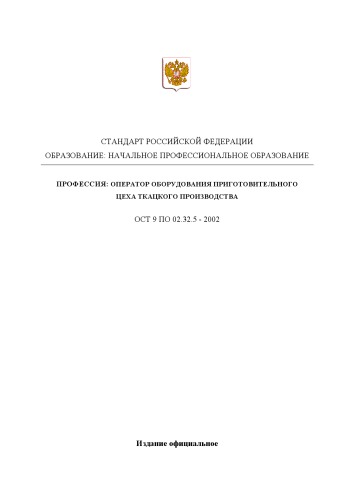 СТАНДАРТ РОССИЙСКОЙ ФЕДЕРАЦИИ
ОБРАЗОВАНИЕ: НАЧАЛЬНОЕ ПРОФЕССИОНАЛЬНОЕ ОБРАЗОВАНИЕ
ПРОФЕССИЯ: ОПЕРАТОР ОБОРУДОВАНИЯ ПРИГОТОВИТЕЛЬНОГО
ЦЕХА ТКАЦКОГО ПРОИЗВОДСТВА
ОСТ 9 ПО 02.32.5 - 2002
Издание официальное